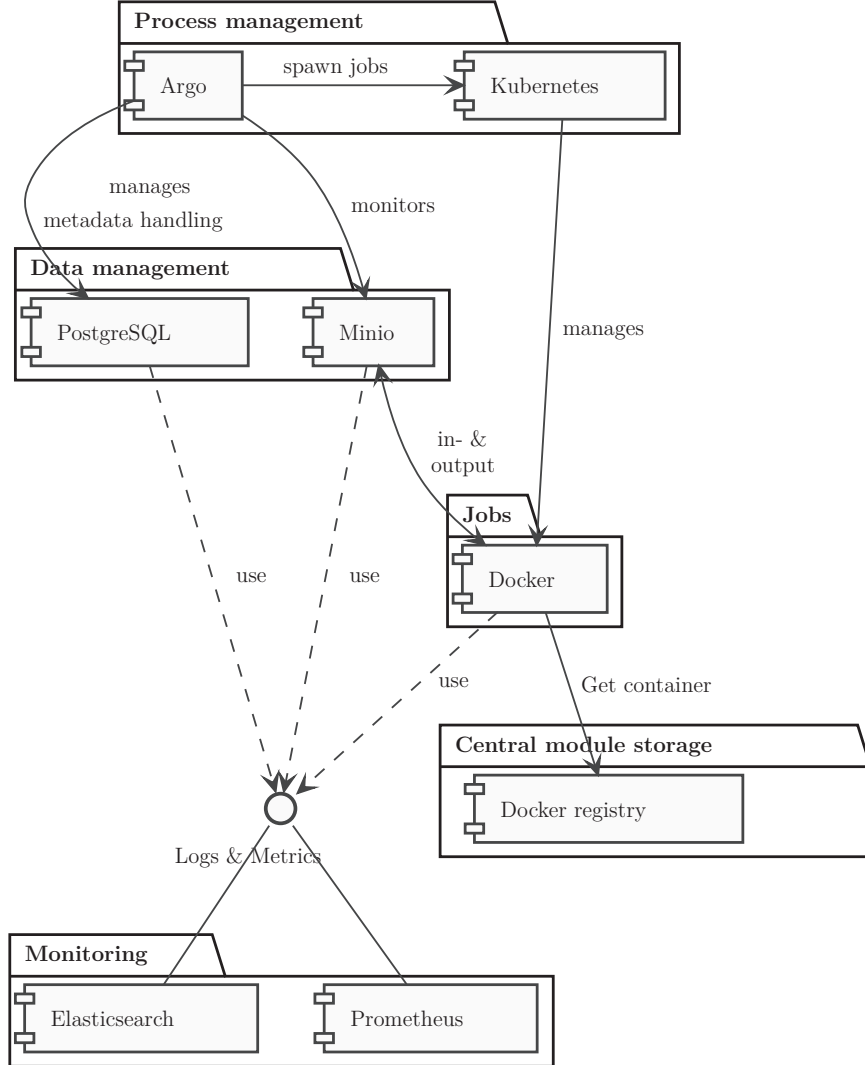 Process management
Argo
spawn jobs
Kubernetes
manages
metadata handling
monitors
Data management
PostgreSQL
Minio
manages
in- &
output
Jobs
Docker
use
use
use
Get container
Central module storage
Docker registry
Logs & Metrics
Monitoring
Elasticsearch
Prometheus